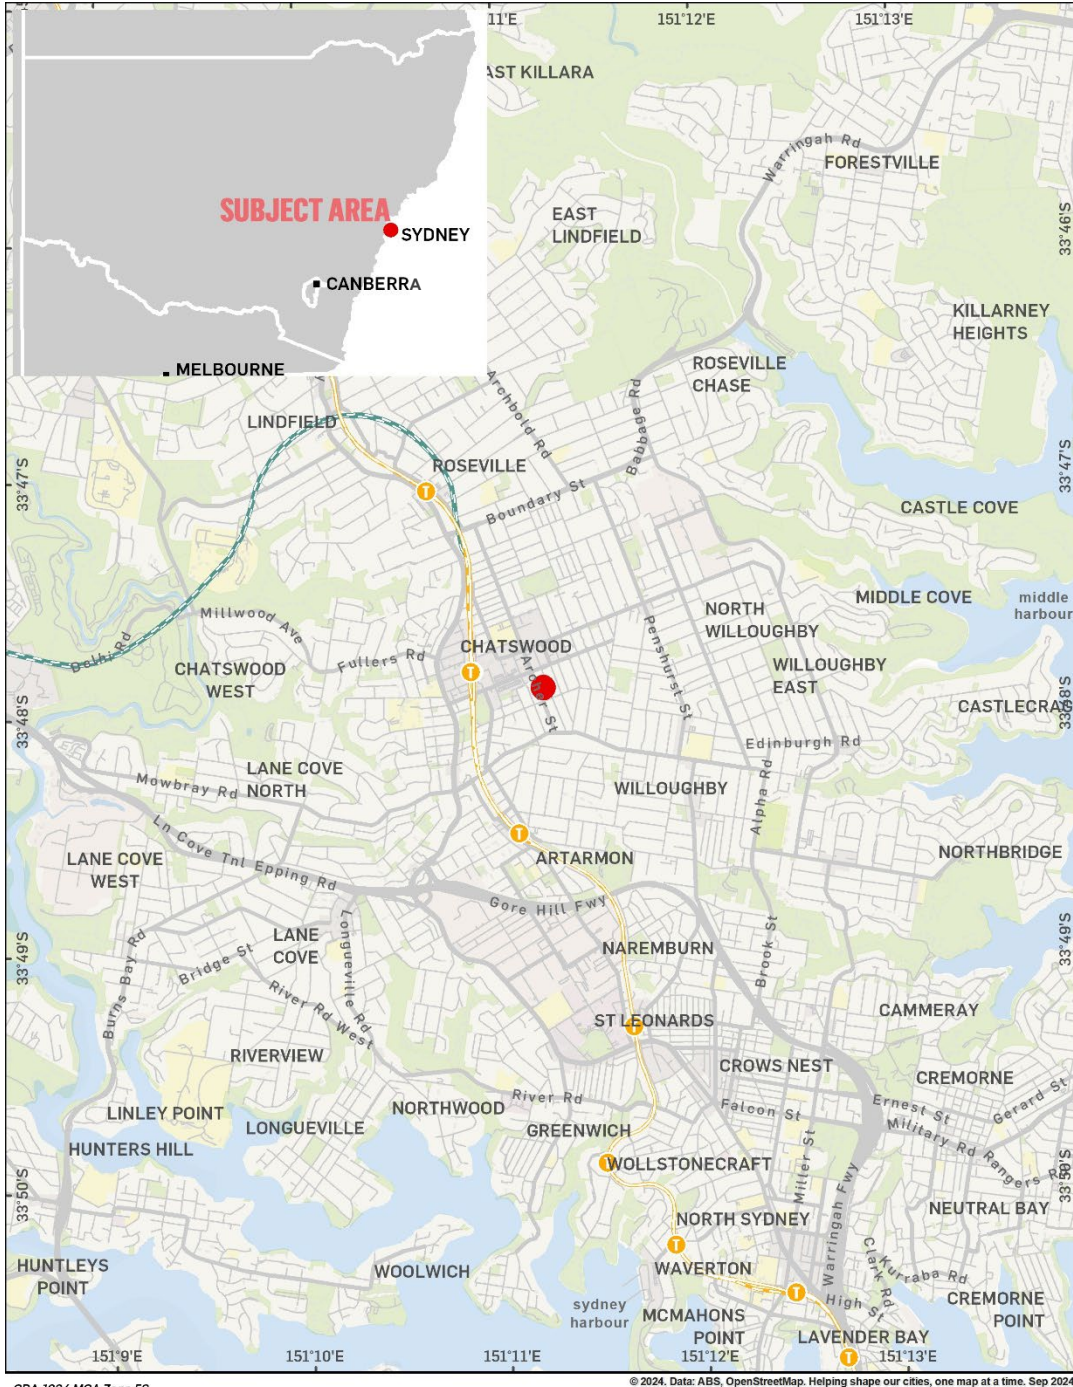 11'E
151°12'E
151°13'E
AST KILLARA
Warringah Rd
FORESTVILLE
SUBJECT AREA
SYDNEY
CANBERRA
MELBOURNE
EAST
LINDFIELD
33°46'S
KILLARNEY
HEIGHTS
ROSEVILLE
CHASE
Archbold Rd
Babbage Rd
LINDFIELD
ROSEVILLE
T
Boundary St
33°47'S
33°47'S
CASTLE COVE
MIDDLE COVE
middle
harbour
Millwood Ave
Delhi Rd
Fullers Rd
CHATSWOOD
WEST
CHATSWOOD
T
Archer St
Penshurst St
NORTH
WILLOUGHBY
WILLOUGHBY
EAST
CASTLECRAG
33°48'S
33°48'S
Edinburgh Rd
LANE COVE
NORTH
Mowbray Rd
WILLOUGHBY
Alpha Rd
Ln Cove Tnl Epping Rd
T
ARTARMON
NORTHBRIDGE
LANE COVE
WEST
Gore Hill Fwy
LANE
COVE
Longueville Rd
NAREMBURN
Brook St
33°49'S
33°49'S
Burns Bay Rd
Bridge St
River Rd West
ST LEONARDS
T
CAMMERAY
RIVERVIEW
CROWS NEST
CREMORNE
LINLEY POINT
LONGUEVILLE
NORTHWOOD
River Rd
GREENWICH
Falcon St
Ernest St
Gerard St
Military Rd
Rangers R
HUNTERS HILL
T
WOLLSTONECRAFT
Miller St
33°50'S
33°50'S
NORTH SYDNEY
NEUTRAL BAY
T
WAVERTON
Warringah Fwy
Clark Rd
Kurraba Rd
HUNTLEYS
POINT
WOOLWICH
sydney
harbour
MCMAHONS
POINT
T
High St
CREMORNE
POINT
LAVENDER BAY
T
151°9'E
151°10'E
151°11'E
151°12'E
151°13'E
© 2024. Data: ABS, OpenStreetMap. Helping shape our cities, one map at a time. Sep 2024